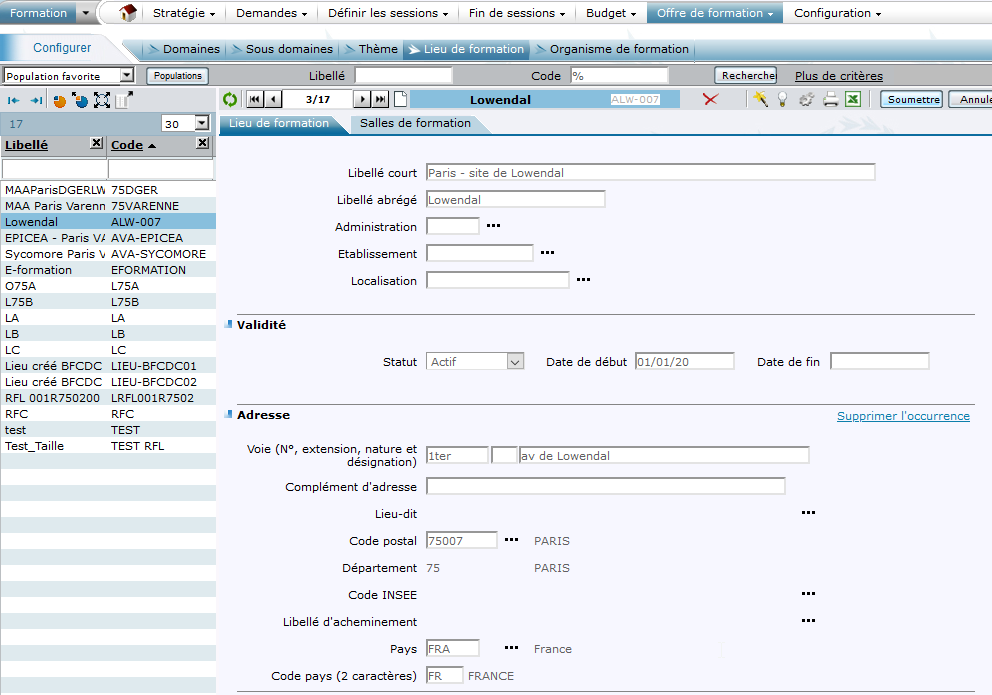 Formation Stratégie Demandes Définir les sessions Fin de sessions Budget Offre de formation Configuration
Configurer Domaines Sous domaines Thème Lieu de formation Organisme de formation
Population favorite Populations Libellé Code % Recherche Plus de critères
3/17 Lowendal ALW-007 Soumettre Annule
17 30
Lieu de formation Salles de formation
Libellé Code
MAAParisDGERLW 75DGER
MAA Paris Varenn 75VARENNE
Lowendal ALW-007
EPICEA - Paris VA AVA-EPICEA
Sycomore Paris V AVA-SYCOMORE
E-formation EFORMATION
O75A L75A
L75B L75B
LA LA
LB LB
LC LC
Lieu créé BFCDC LIEU-BFCDC01
Lieu créé BFCDC LIEU-BFCDC02
RFL 001R750200 LRFL001R7502
RFC RFC
test TEST
Test_Taille TEST RFL
Libellé court Paris - site de Lowendal
Libellé abrégé Lowendal
Administration
Etablissement
Localisation
Validité
Statut Actif Date de début 01/01/20 Date de fin
Adresse Supprimer l'occurrence
Voie (N°, extension, nature et
désignation) 1ter av de Lowendal
Complément d'adresse
Lieu-dit
Code postal 75007 PARIS
Département 75 PARIS
Code INSEE
Libellé d'acheminement
Pays FRA France
Code pays (2 caractères) FR FRANCE